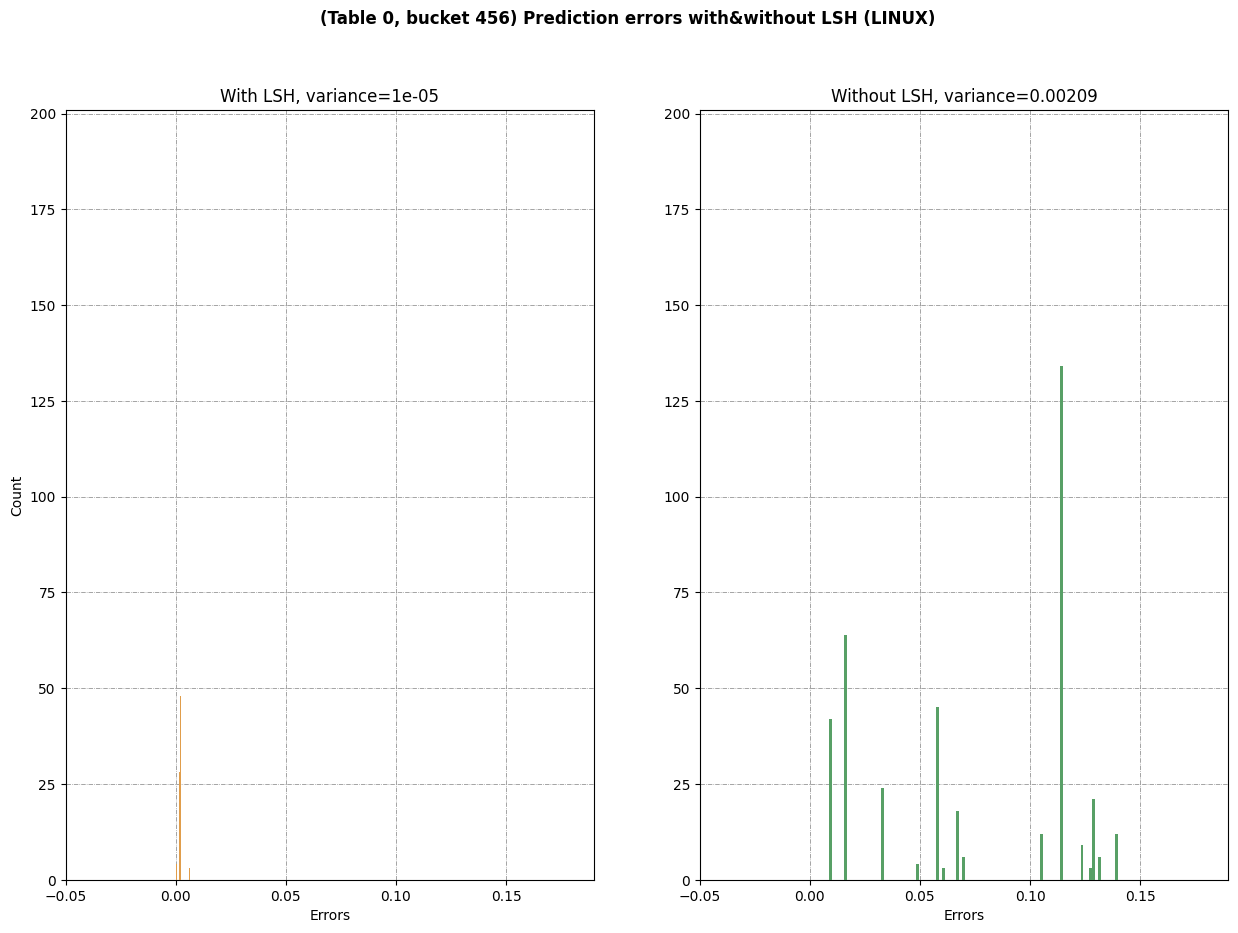 (Table 0, bucket 456) Prediction errors with&without LSH (LINUX)
With LSH, variance=1e-05
200
175
150
125
100
75
50
25
0
Count
−0.05 0.00 0.05 0.10 0.15
Errors
Without LSH, variance=0.00209
200
175
150
125
100
75
50
25
0
−0.05 0.00 0.05 0.10 0.15
Errors